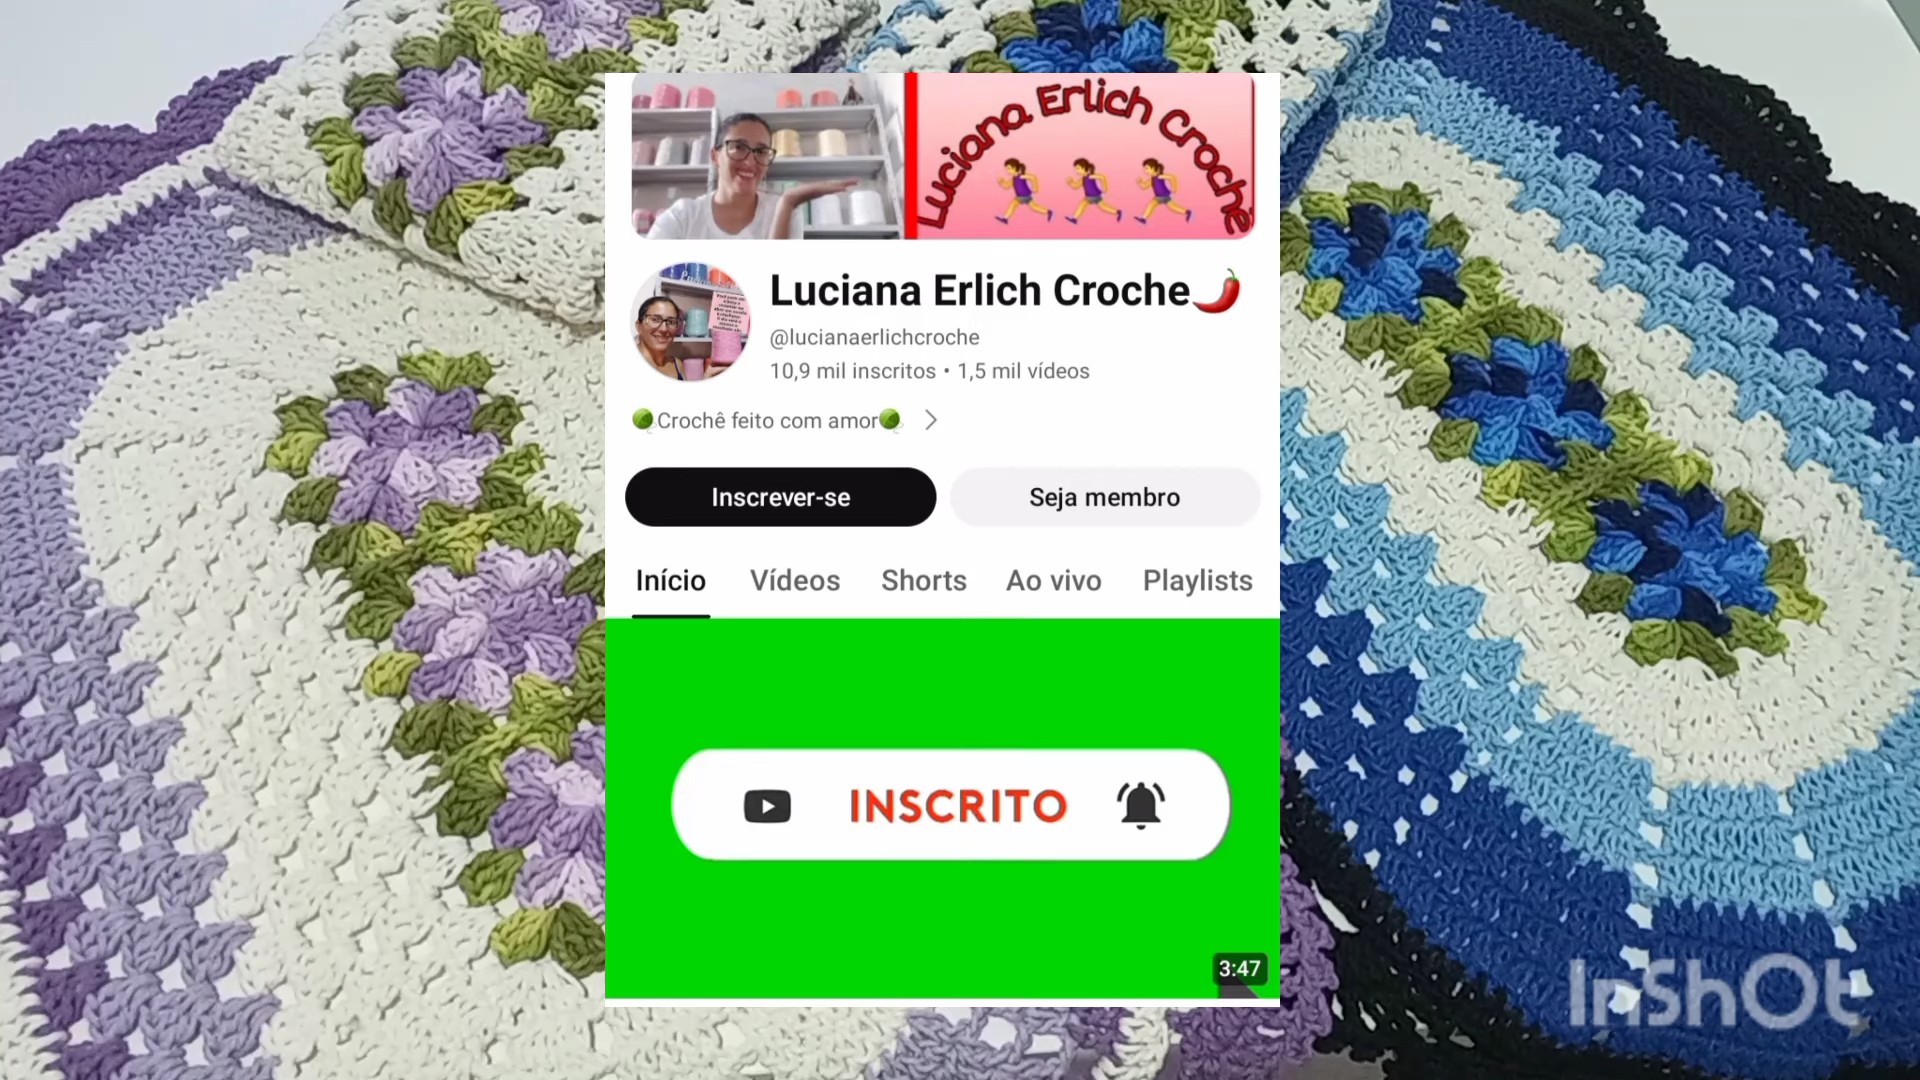 Luciana Erlich Crochê
Luciana Erlich Croche🌶️
@lucianaerlichcroche
10,9 mil inscritos • 1,5 mil vídeos
Crochê feito com amor
Inscrever-se
Seja membro
Início Vídeos Shorts Ao vivo Playlists
INSCRITO
3:47
InShOt